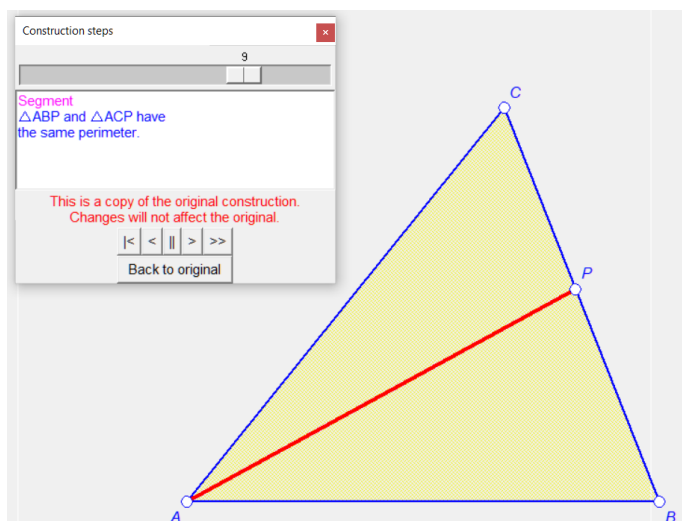 Construction steps
×
9
Segment
△ABP and △ACP have
the same perimeter.
This is a copy of the original construction.
Changes will not affect the original.
|< < || > >>
Back to original
C
P
A
B